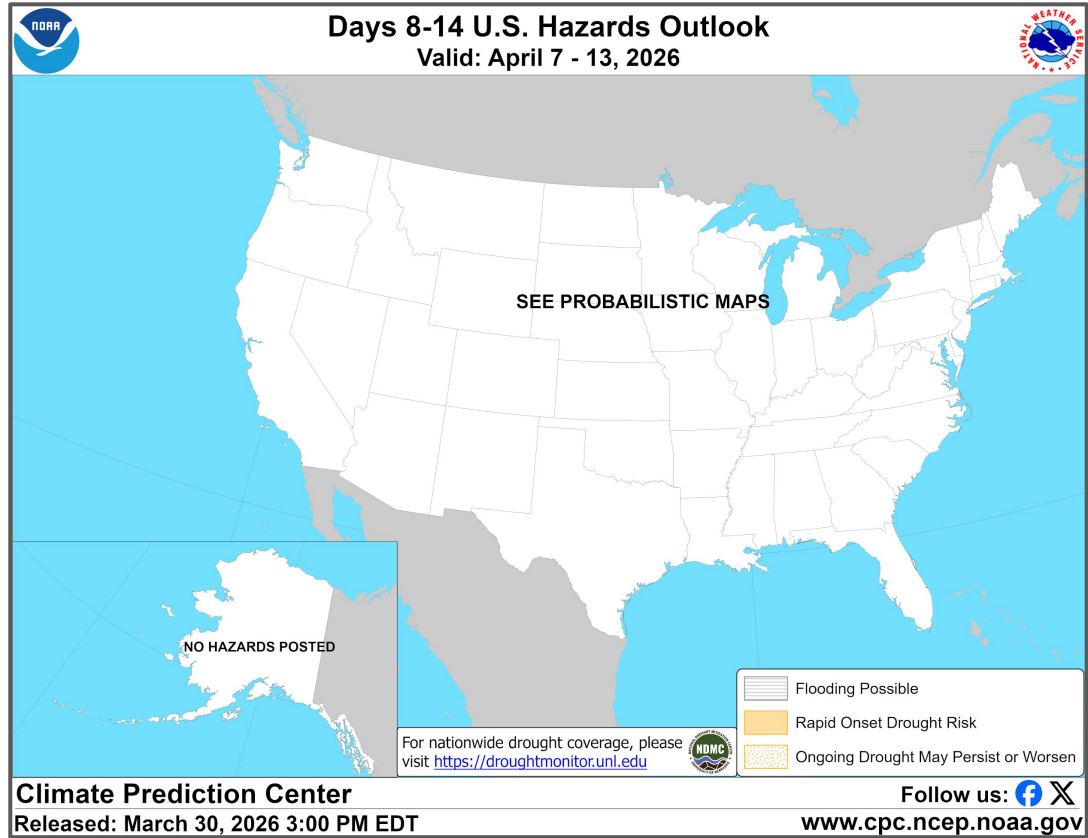 NOAA
Days 8-14 U.S. Hazards Outlook
Valid: April 7 - 13, 2026
NATIONAL WEATHER SERVICE
SEE PROBABILISTIC MAPS
NO HAZARDS POSTED
Flooding Possible
Rapid Onset Drought Risk
Ongoing Drought May Persist or Worsen
For nationwide drought coverage, please
visit https://droughtmonitor.unl.edu
NDMC
Climate Prediction Center
Follow us:
Released: March 30, 2026 3:00 PM EDT
www.cpc.ncep.noaa.gov